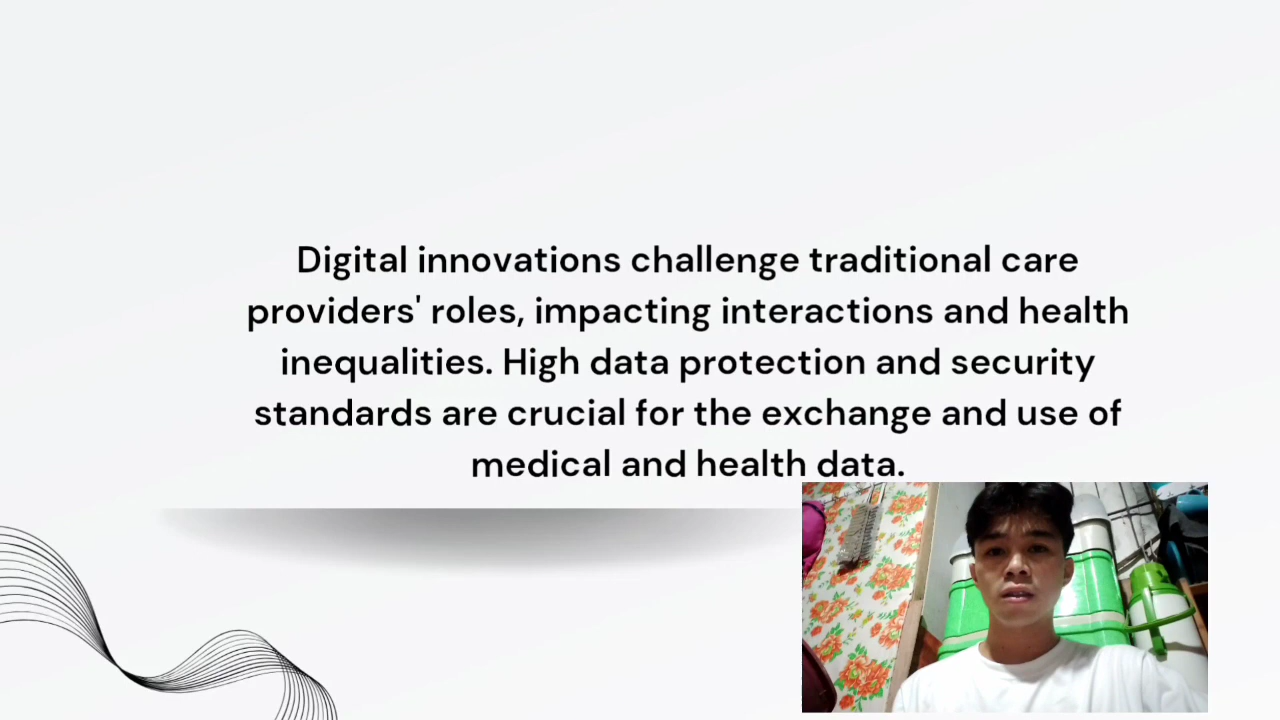 Digital innovations challenge traditional care
providers' roles, impacting interactions and health
inequalities. High data protection and security
standards are crucial for the exchange and use of
medical and health data.